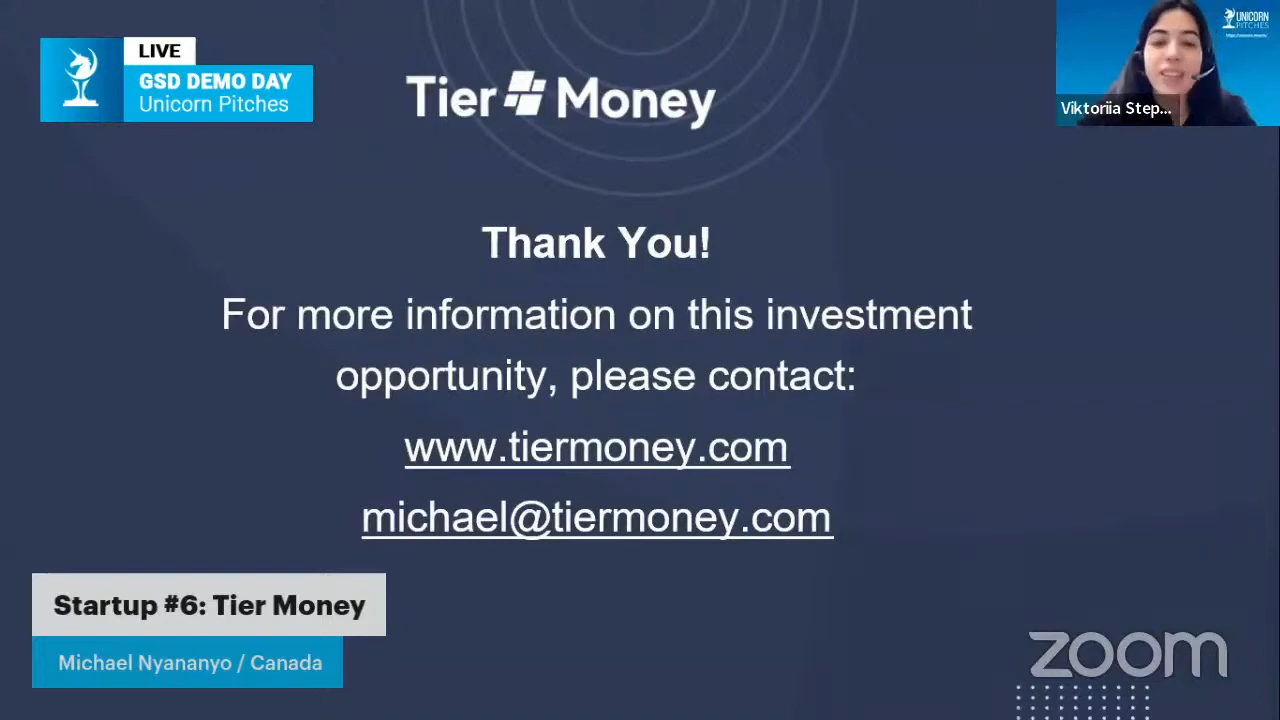 LIVE
GSD DEMO DAY
Unicorn Pitches
Tier Money
UNICORN
PITCHES
Viktoriia Step...
Thank You!
For more information on this investment
opportunity, please contact:
www.tiermoney.com
michael@tiermoney.com
Startup #6: Tier Money
Michael Nyananyo / Canada
zoom